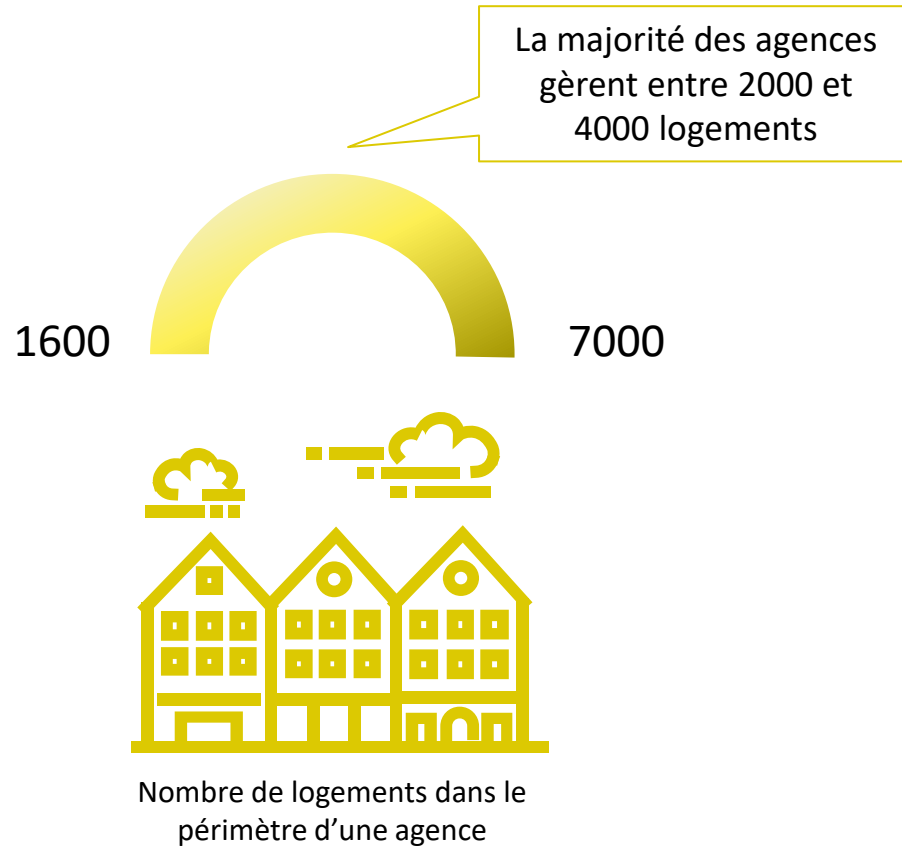 La majorité des agences
gèrent entre 2000 et
4000 logements
1600
7000
Nombre de logements dans le
périmètre d’une agence